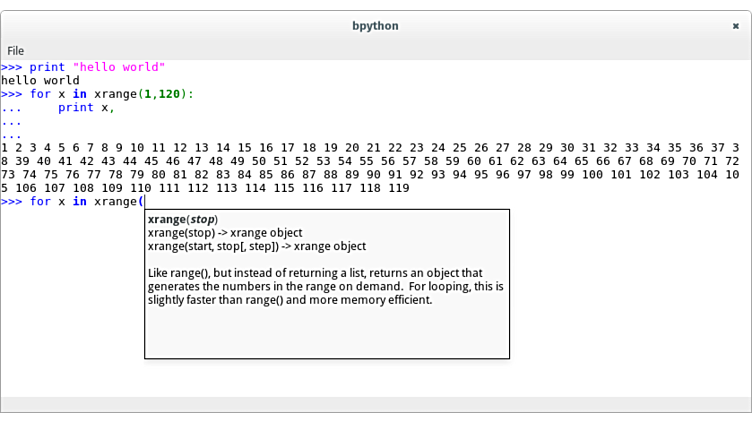 bpython
✖
File
>>> print "hello world"
hello world
>>> for x in xrange(1,120):
...     print x,
...
...
1 2 3 4 5 6 7 8 9 10 11 12 13 14 15 16 17 18 19 20 21 22 23 24 25 26 27 28 29 30 31 32 33 34 35 36 37 3
8 39 40 41 42 43 44 45 46 47 48 49 50 51 52 53 54 55 56 57 58 59 60 61 62 63 64 65 66 67 68 69 70 71 72
73 74 75 76 77 78 79 80 81 82 83 84 85 86 87 88 89 90 91 92 93 94 95 96 97 98 99 100 101 102 103 104 10
5 106 107 108 109 110 111 112 113 114 115 116 117 118 119
>>> for x in xrange(
xrange(stop)
xrange(stop) -> xrange object
xrange(start, stop[, step]) -> xrange object
Like range(), but instead of returning a list, returns an object that
generates the numbers in the range on demand.  For looping, this is
slightly faster than range() and more memory efficient.